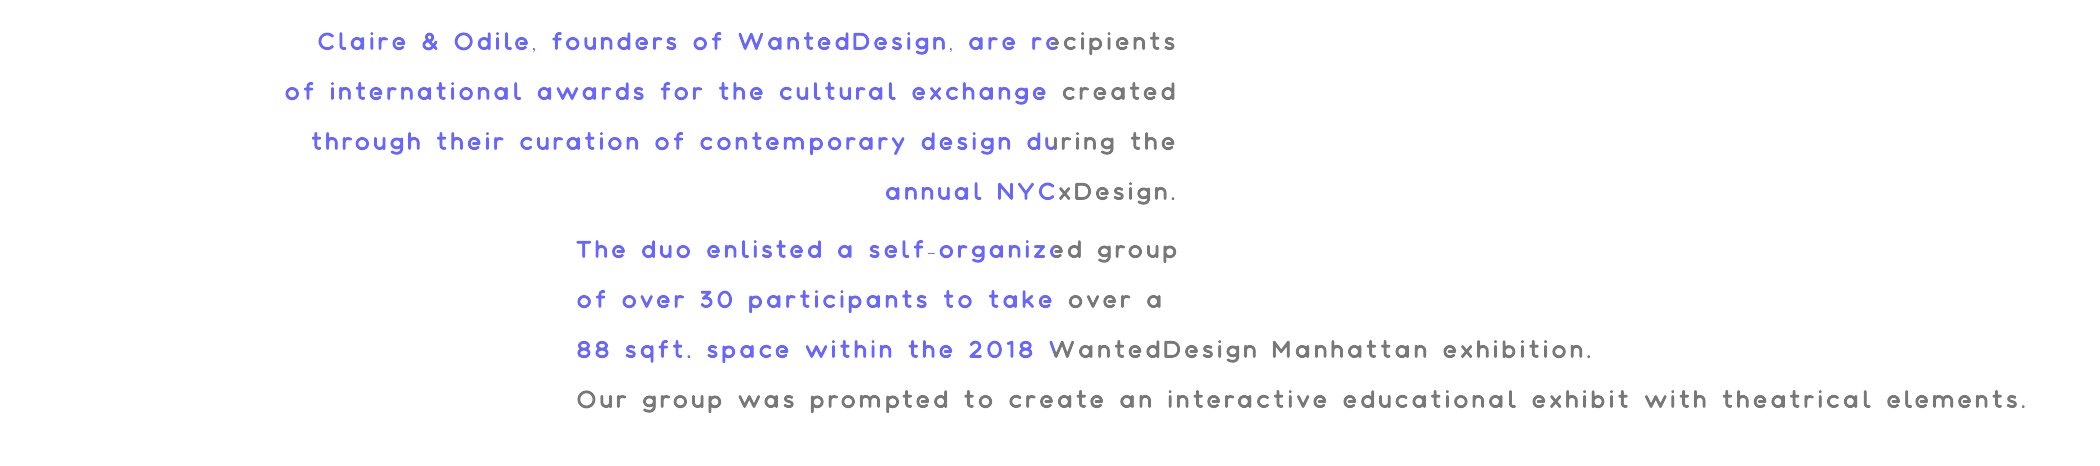 Claire & Odile, founders of WantedDesign, are recipients
of international awards for the cultural exchange created
through their curation of contemporary design during the
annual NYCxDesign.
The duo enlisted a self-organized group
of over 30 participants to take over a
88 sqft. space within the 2018 WantedDesign Manhattan exhibition.
Our group was prompted to create an interactive educational exhibit with theatrical elements.